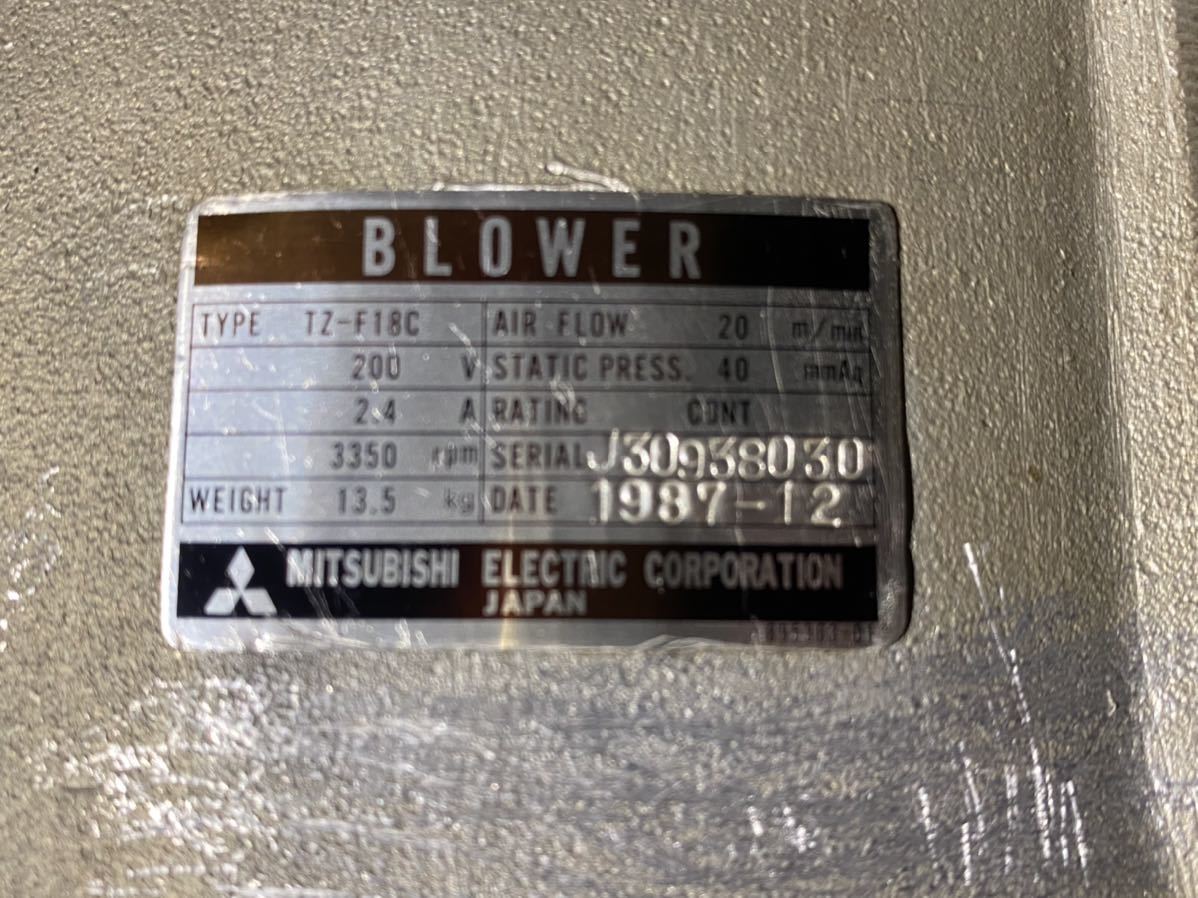 BLOWER
TYPE TZ-F18C AIR FLOW 20 m/min
200 V STATIC PRESS. 40 mmAq
2.4 A RATING CONT
3350 rpm SERIAL J30938030
WEIGHT 13.5 kg DATE 1987-12
MITSUBISHI ELECTRIC CORPORATION
JAPAN